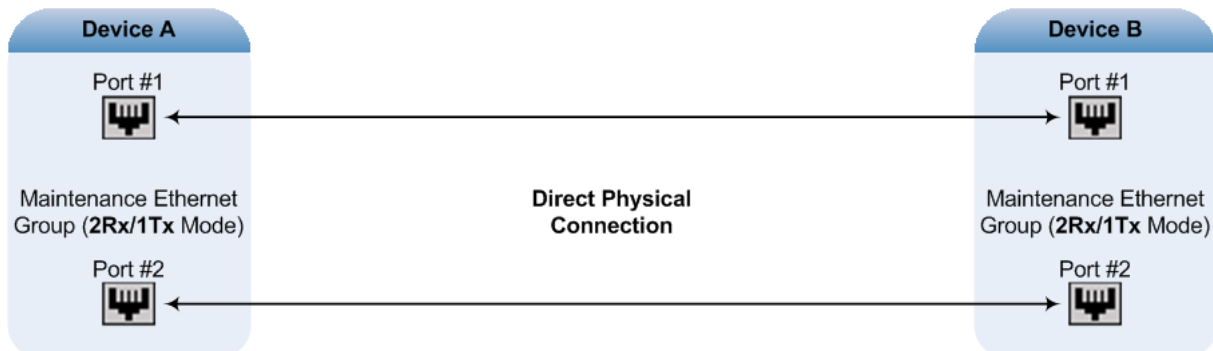 Device A
Port #1
Maintenance Ethernet
Group (2Rx/1Tx Mode)
Port #2
Direct Physical
Connection
Device B
Port #1
Maintenance Ethernet
Group (2Rx/1Tx Mode)
Port #2